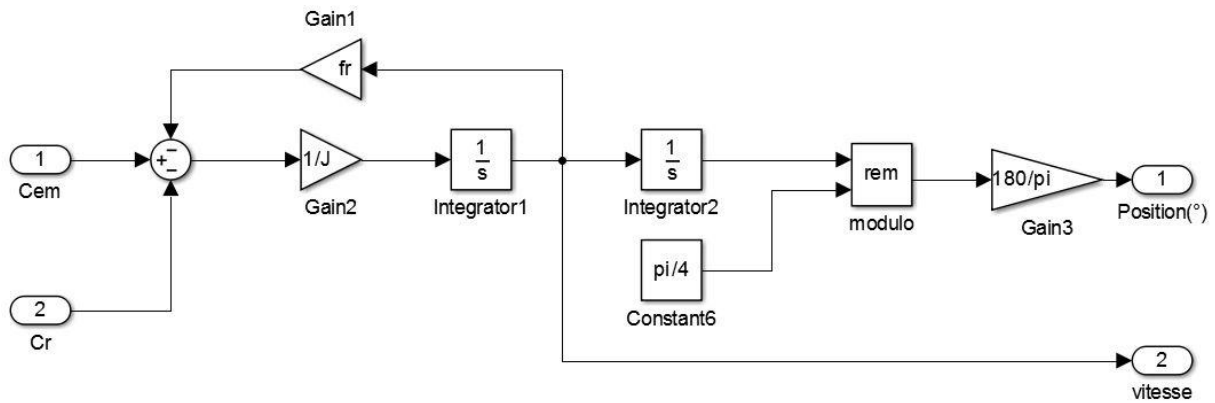 Gain1
fr
1
Cem
+
−
−
1/J
Gain2
1
s
Integrator1
1
s
Integrator2
rem
modulo
180/pi
Gain3
1
Position(°)
pi/4
Constant6
2
Cr
2
vitesse